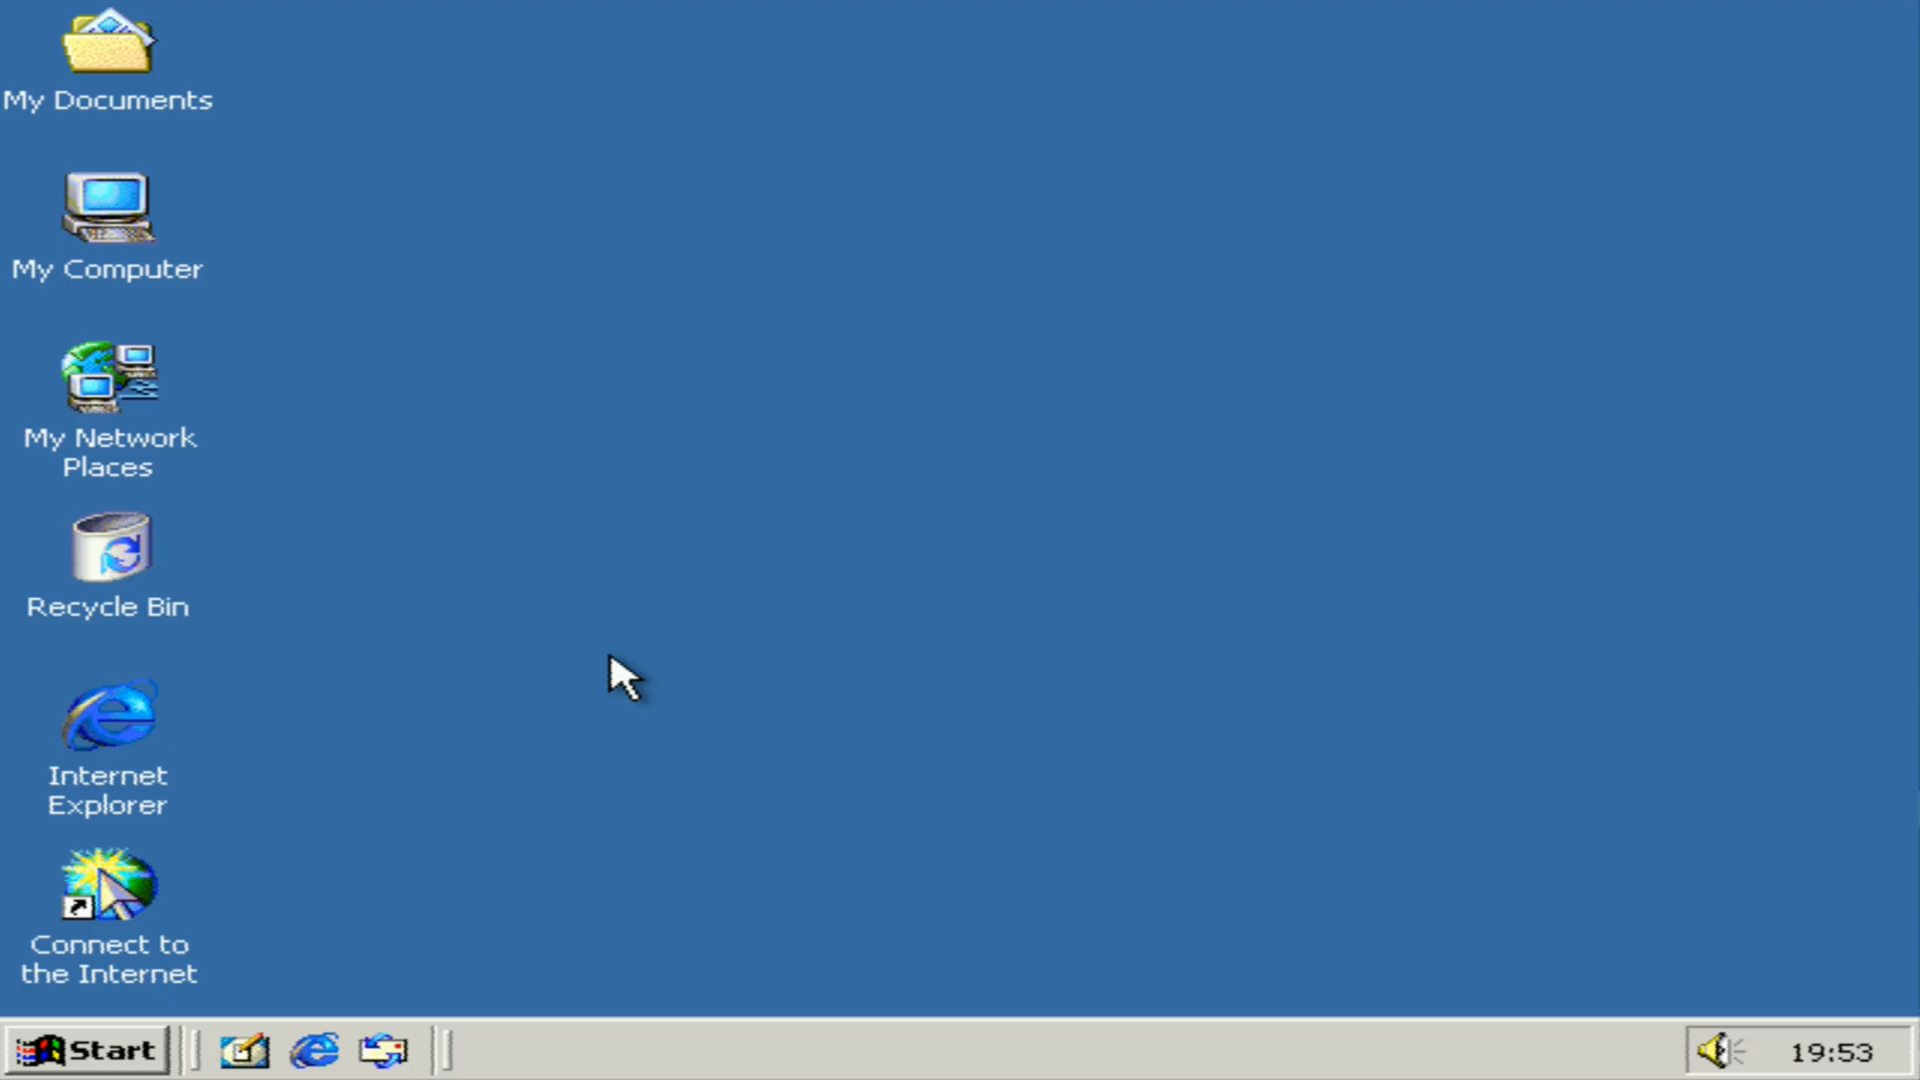 My Documents
My Computer
My Network
Places
Recycle Bin
Internet
Explorer
Connect to
the Internet
Start
19:53